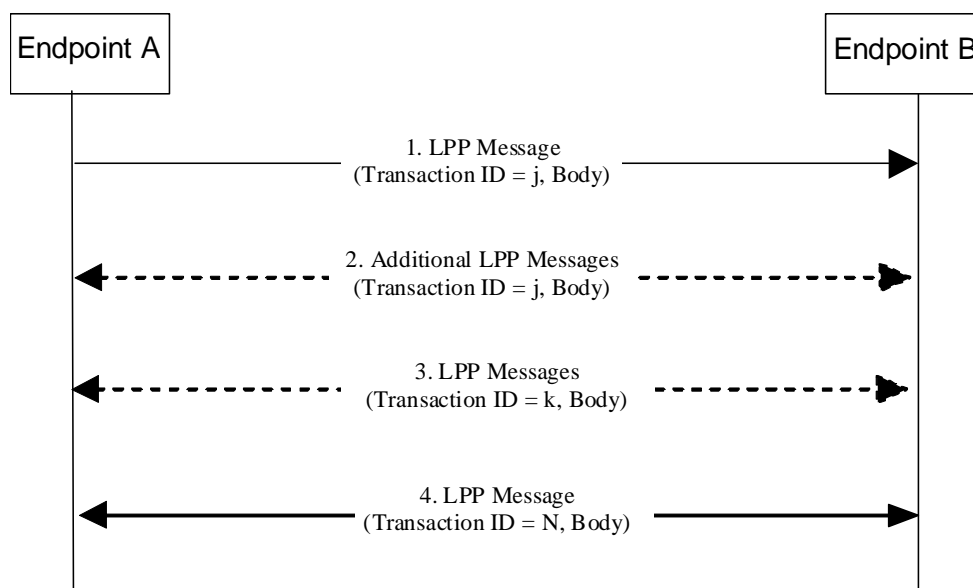 Endpoint A
Endpoint B
1. LPP Message
(Transaction ID = j, Body)
2. Additional LPP Messages
(Transaction ID = j, Body)
3. LPP Messages
(Transaction ID = k, Body)
4. LPP Message
(Transaction ID = N, Body)